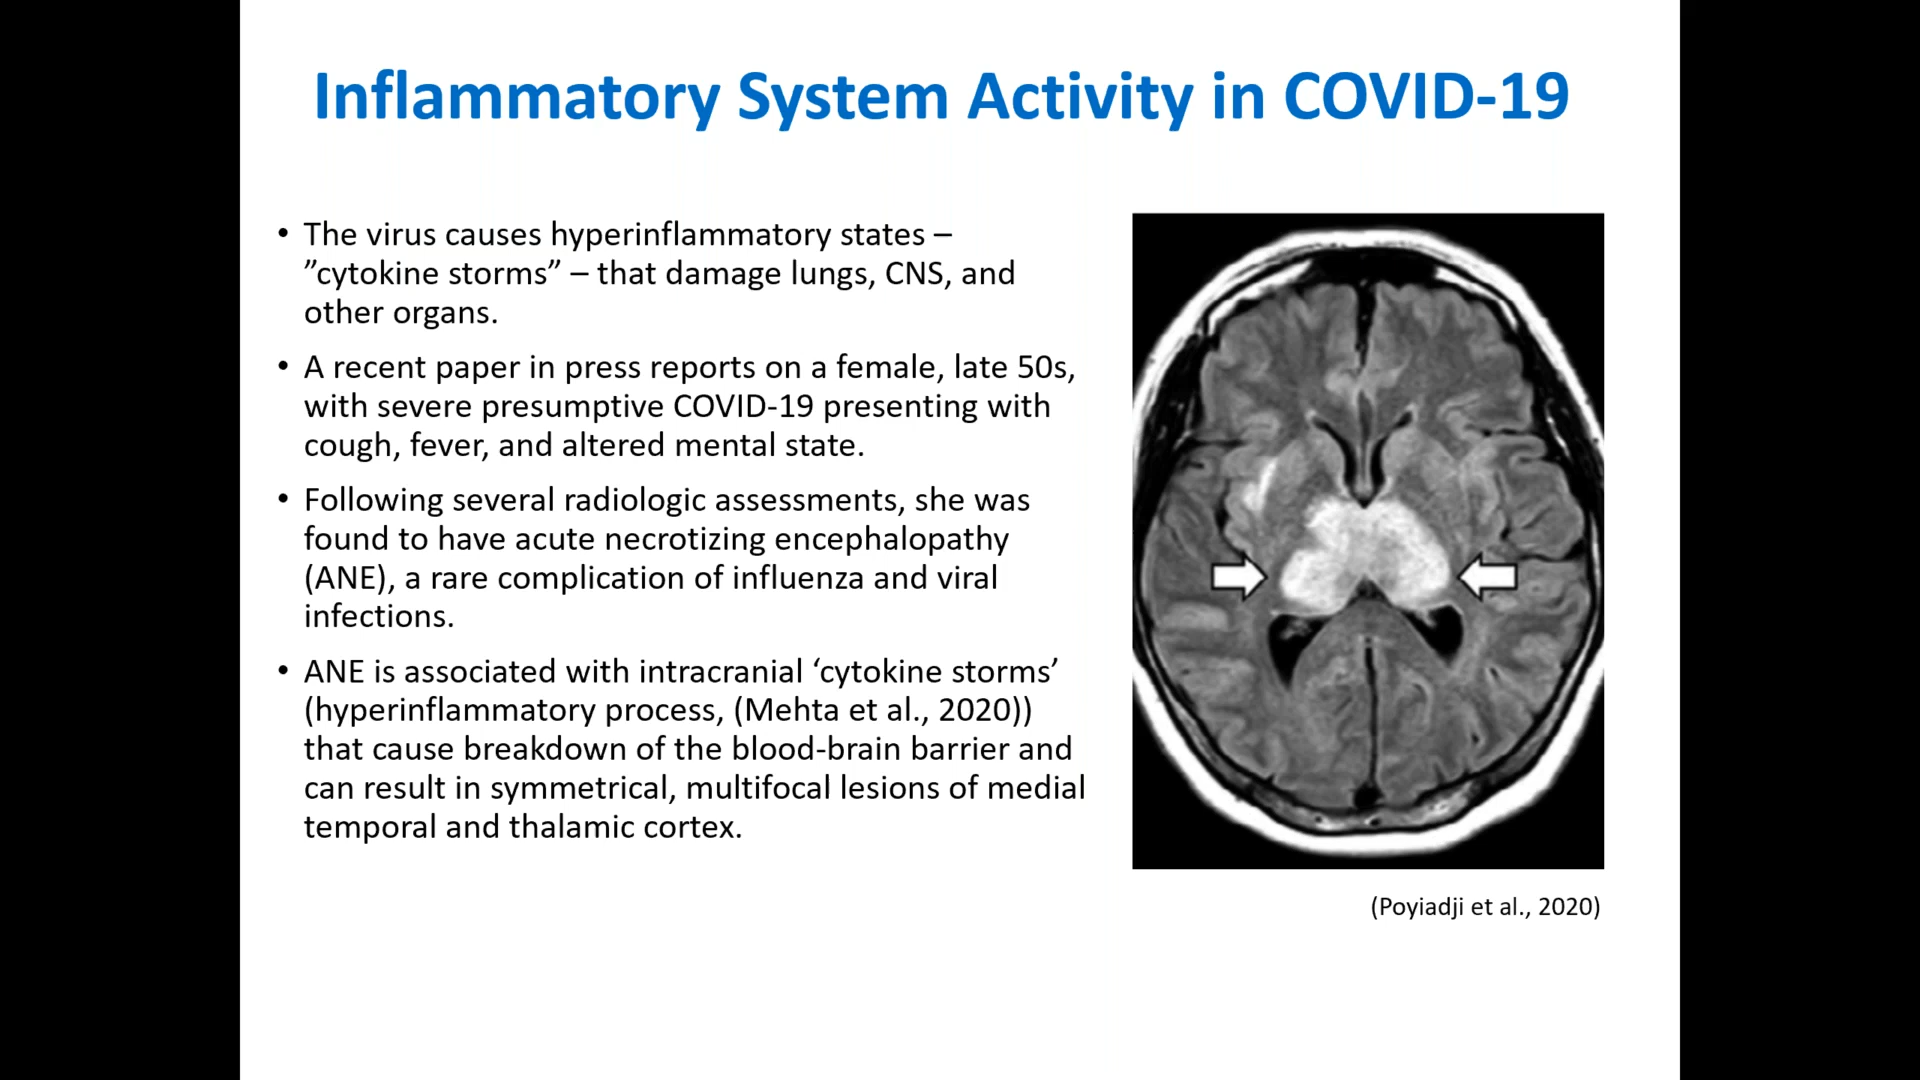 Inflammatory System Activity in COVID-19
• The virus causes hyperinflammatory states –
”cytokine storms” – that damage lungs, CNS, and
other organs.
• A recent paper in press reports on a female, late 50s,
with severe presumptive COVID-19 presenting with
cough, fever, and altered mental state.
• Following several radiologic assessments, she was
found to have acute necrotizing encephalopathy
(ANE), a rare complication of influenza and viral
infections.
• ANE is associated with intracranial ‘cytokine storms’
(hyperinflammatory process, (Mehta et al., 2020))
that cause breakdown of the blood-brain barrier and
can result in symmetrical, multifocal lesions of medial
temporal and thalamic cortex.
(Poyiadji et al., 2020)